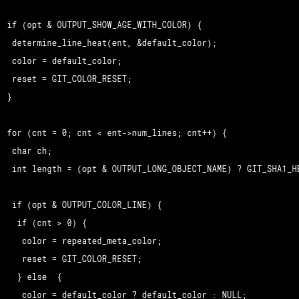 if (opt & OUTPUT_SHOW_AGE_WITH_COLOR) {
determine_line_heat(ent, &default_color);
color = default_color;
reset = GIT_COLOR_RESET;
}
for (cnt = 0; cnt < ent->num_lines; cnt++) {
char ch;
int length = (opt & OUTPUT_LONG_OBJECT_NAME) ? GIT_SHA1_HE
if (opt & OUTPUT_COLOR_LINE) {
if (cnt > 0) {
color = repeated_meta_color;
reset = GIT_COLOR_RESET;
} else {
color = default_color ? default_color : NULL;